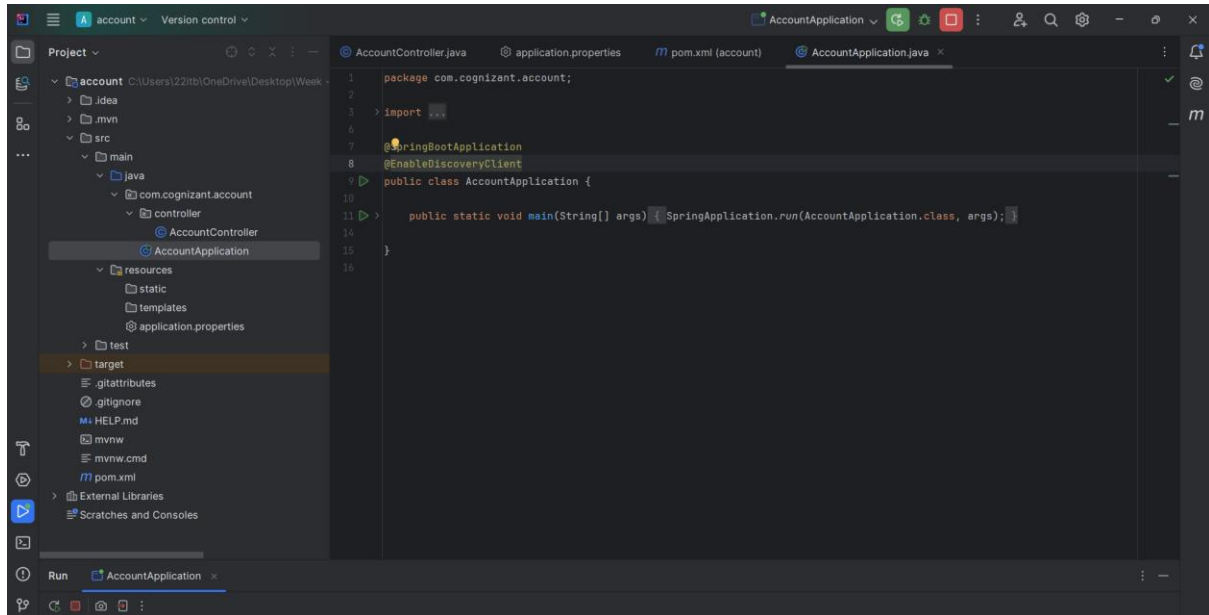 A account Version control AccountApplication
Project
AccountController.java application.properties m pom.xml (account) AccountApplication.java
account C:\Users\22itb\OneDrive\Desktop\Week -
.idea
.mvn
src
main
java
com.cognizant.account
controller
AccountController
AccountApplication
resources
static
templates
application.properties
test
target
.gitattributes
.gitignore
M↓ HELP.md
mvnw
mvnw.cmd
m pom.xml
External Libraries
Scratches and Consoles
1 package com.cognizant.account;
2
3 import ...
6
7 @SpringBootApplication
8 @EnableDiscoveryClient
9 public class AccountApplication {
10
11 public static void main(String[] args) { SpringApplication.run(AccountApplication.class, args); }
14
15 }
16
m
Run AccountApplication